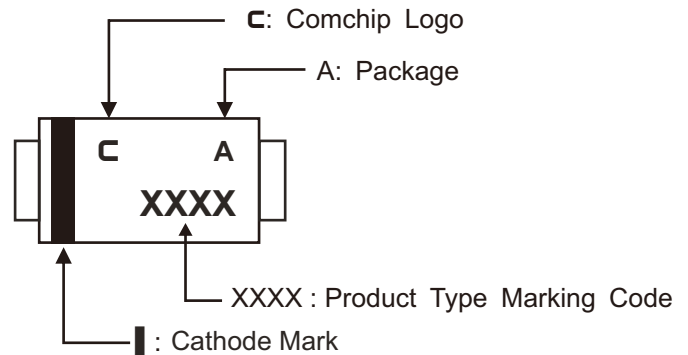 C: Comchip Logo
A: Package
C A
XXXX
XXXX : Product Type Marking Code
: Cathode Mark